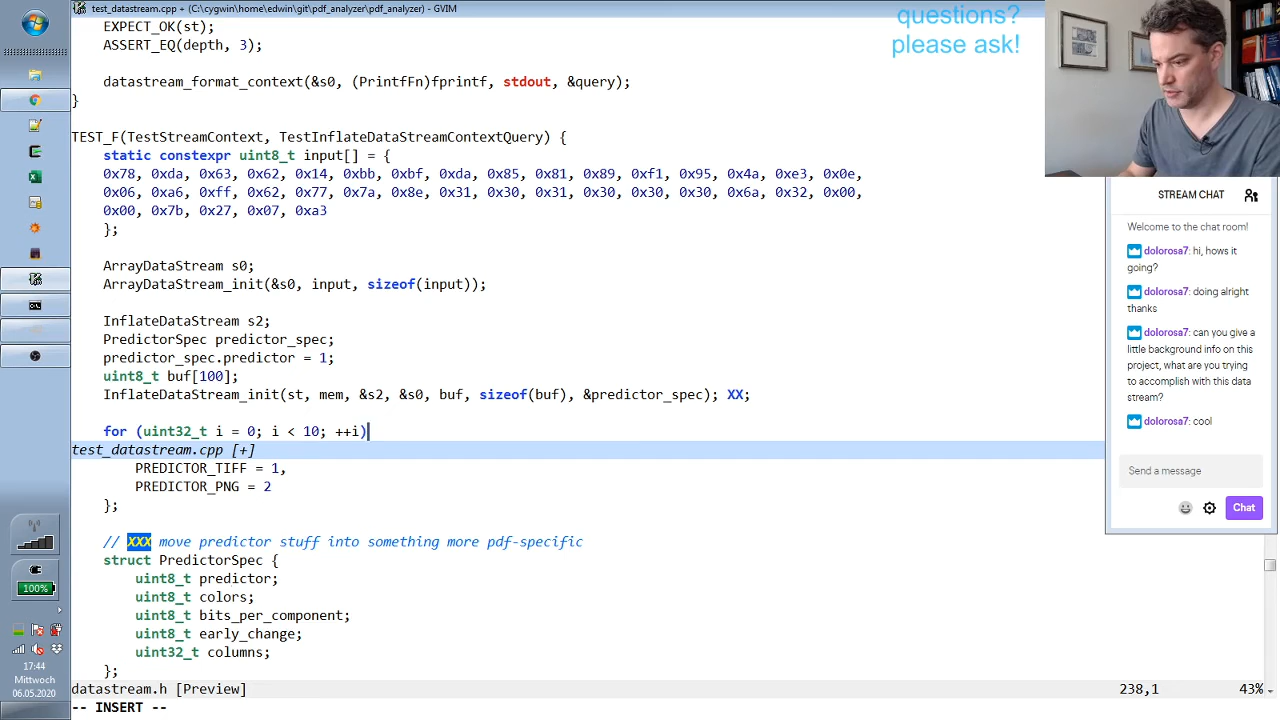 test_datastream.cpp + (C:\cygwin\home\edwin\git\pdf_analyzer\pdf_analyzer) - GVIM
questions?
please ask!
EXPECT_OK(st);
ASSERT_EQ(depth, 3);
datastream_format_context(&s0, (PrintfFn)fprintf, stdout, &query);
}
TEST_F(TestStreamContext, TestInflateDataStreamContextQuery) {
static constexpr uint8_t input[] = {
0x78, 0xda, 0x63, 0x62, 0x14, 0xbb, 0xbf, 0xda, 0x85, 0x81, 0x89, 0xf1, 0x95, 0x4a, 0xe3, 0x0e,
0x06, 0xa6, 0xff, 0x62, 0x77, 0x7a, 0x8e, 0x31, 0x30, 0x31, 0x30, 0x30, 0x30, 0x6a, 0x32, 0x00,
0x00, 0x7b, 0x27, 0x07, 0xa3
};
ArrayDataStream s0;
ArrayDataStream_init(&s0, input, sizeof(input));
InflateDataStream s2;
PredictorSpec predictor_spec;
predictor_spec.predictor = 1;
uint8_t buf[100];
InflateDataStream_init(st, mem, &s2, &s0, buf, sizeof(buf), &predictor_spec); XX;
for (uint32_t i = 0; i < 10; ++i)
test_datastream.cpp [+]
PREDICTOR_TIFF = 1,
PREDICTOR_PNG = 2
};
// XXX move predictor stuff into something more pdf-specific
struct PredictorSpec {
uint8_t predictor;
uint8_t colors;
uint8_t bits_per_component;
uint8_t early_change;
uint32_t columns;
};
datastream.h [Preview]
238,1
43%
-- INSERT --
STREAM CHAT
Welcome to the chat room!
dolorosa7: hi, hows it
going?
dolorosa7: doing alright
thanks
dolorosa7: can you give a
little background info on this
project, what are you trying
to accomplish with this data
stream?
dolorosa7: cool
Send a message
Chat
100%
17:44
Mittwoch
06.05.2020